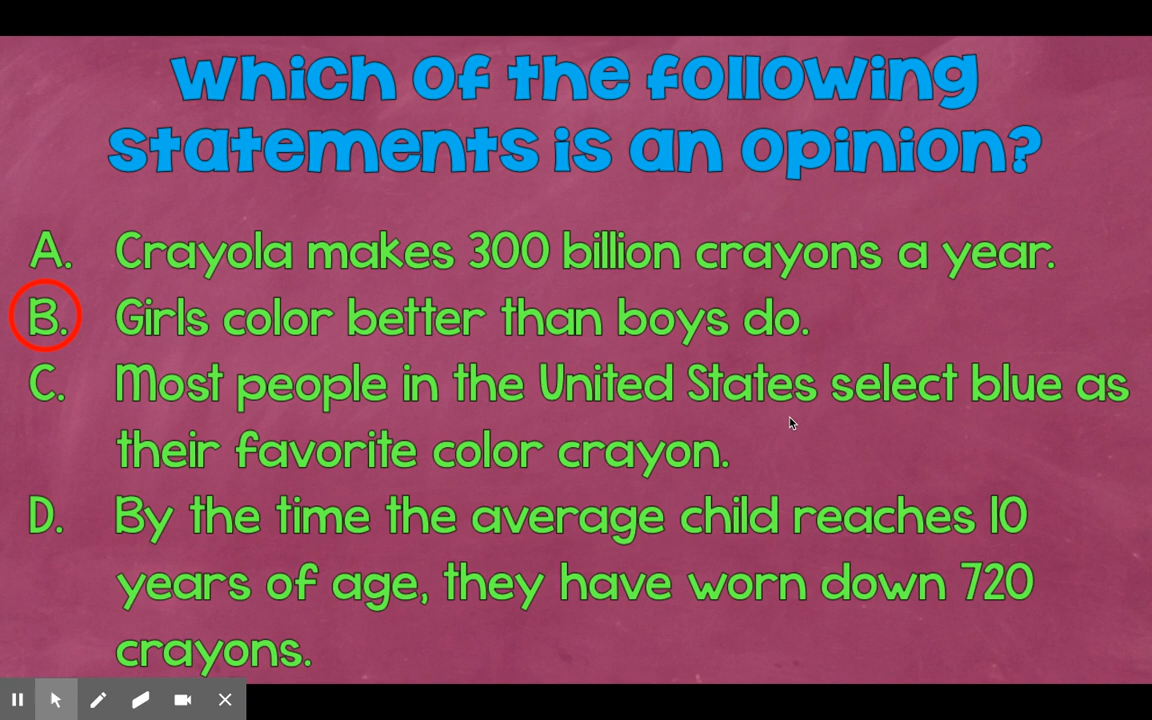 Which of the following
statements is an opinion?
A. Crayola makes 300 billion crayons a year.
B. Girls color better than boys do.
C. Most people in the United States select blue as
their favorite color crayon.
D. By the time the average child reaches 10
years of age, they have worn down 720
crayons.